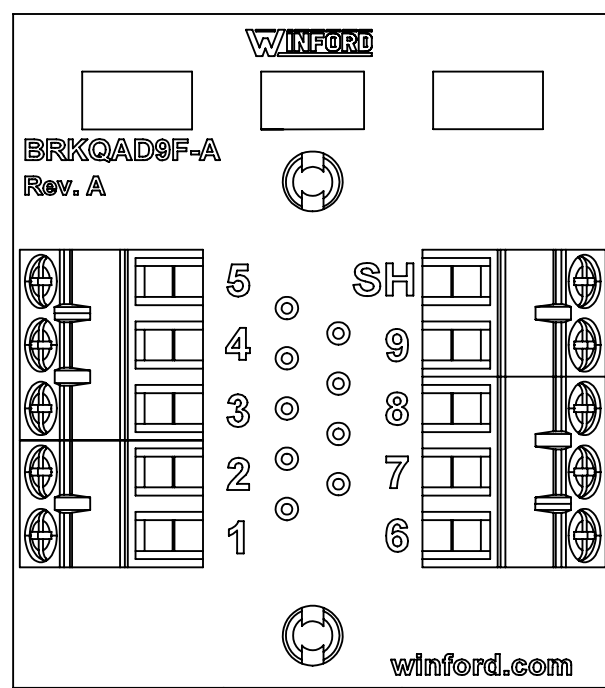 WINFORD
BRKQAD9F-A
Rev. A
5 SH
4 9
3 8
2 7
1 6
winford.com